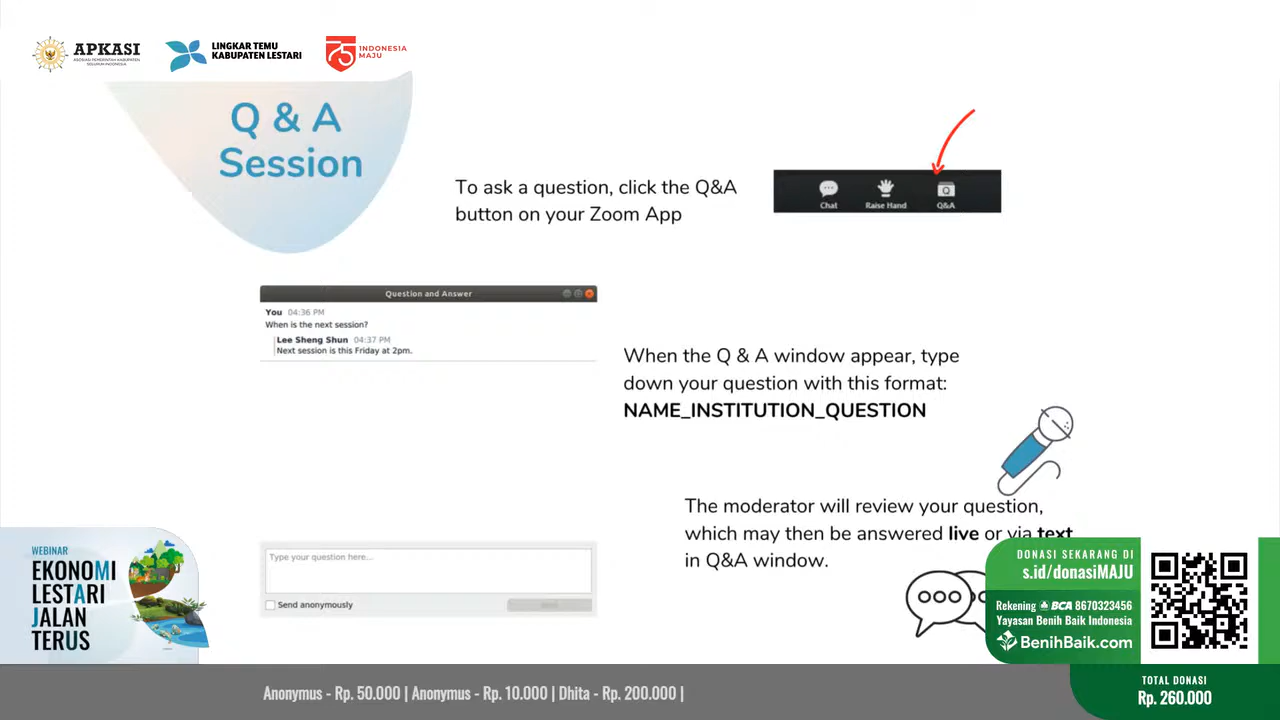 APKASI
LINGKAR TEMU
KABUPATEN LESTARI
75 INDONESIA
MAJU
Q & A
Session
To ask a question, click the Q&A
button on your Zoom App
Chat
Raise Hand
Q&A
Question and Answer
You 04:36 PM
When is the next session?
Lee Sheng Shun 04:37 PM
Next session is this Friday at 2pm.
When the Q & A window appear, type
down your question with this format:
NAME_INSTITUTION_QUESTION
The moderator will review your question,
which may then be answered live or via text
in Q&A window.
Type your question here...
Send anonymously
WEBINAR
EKONOMI
LESTARI
JALAN
TERUS
DONASI SEKARANG DI
s.id/donasiMAJU
Rekening BCA 8670323456
Yayasan Benih Baik Indonesia
BenihBaik.com
Anonymus - Rp. 50.000 | Anonymus - Rp. 10.000 | Dhita - Rp. 200.000 |
TOTAL DONASI
Rp. 260.000